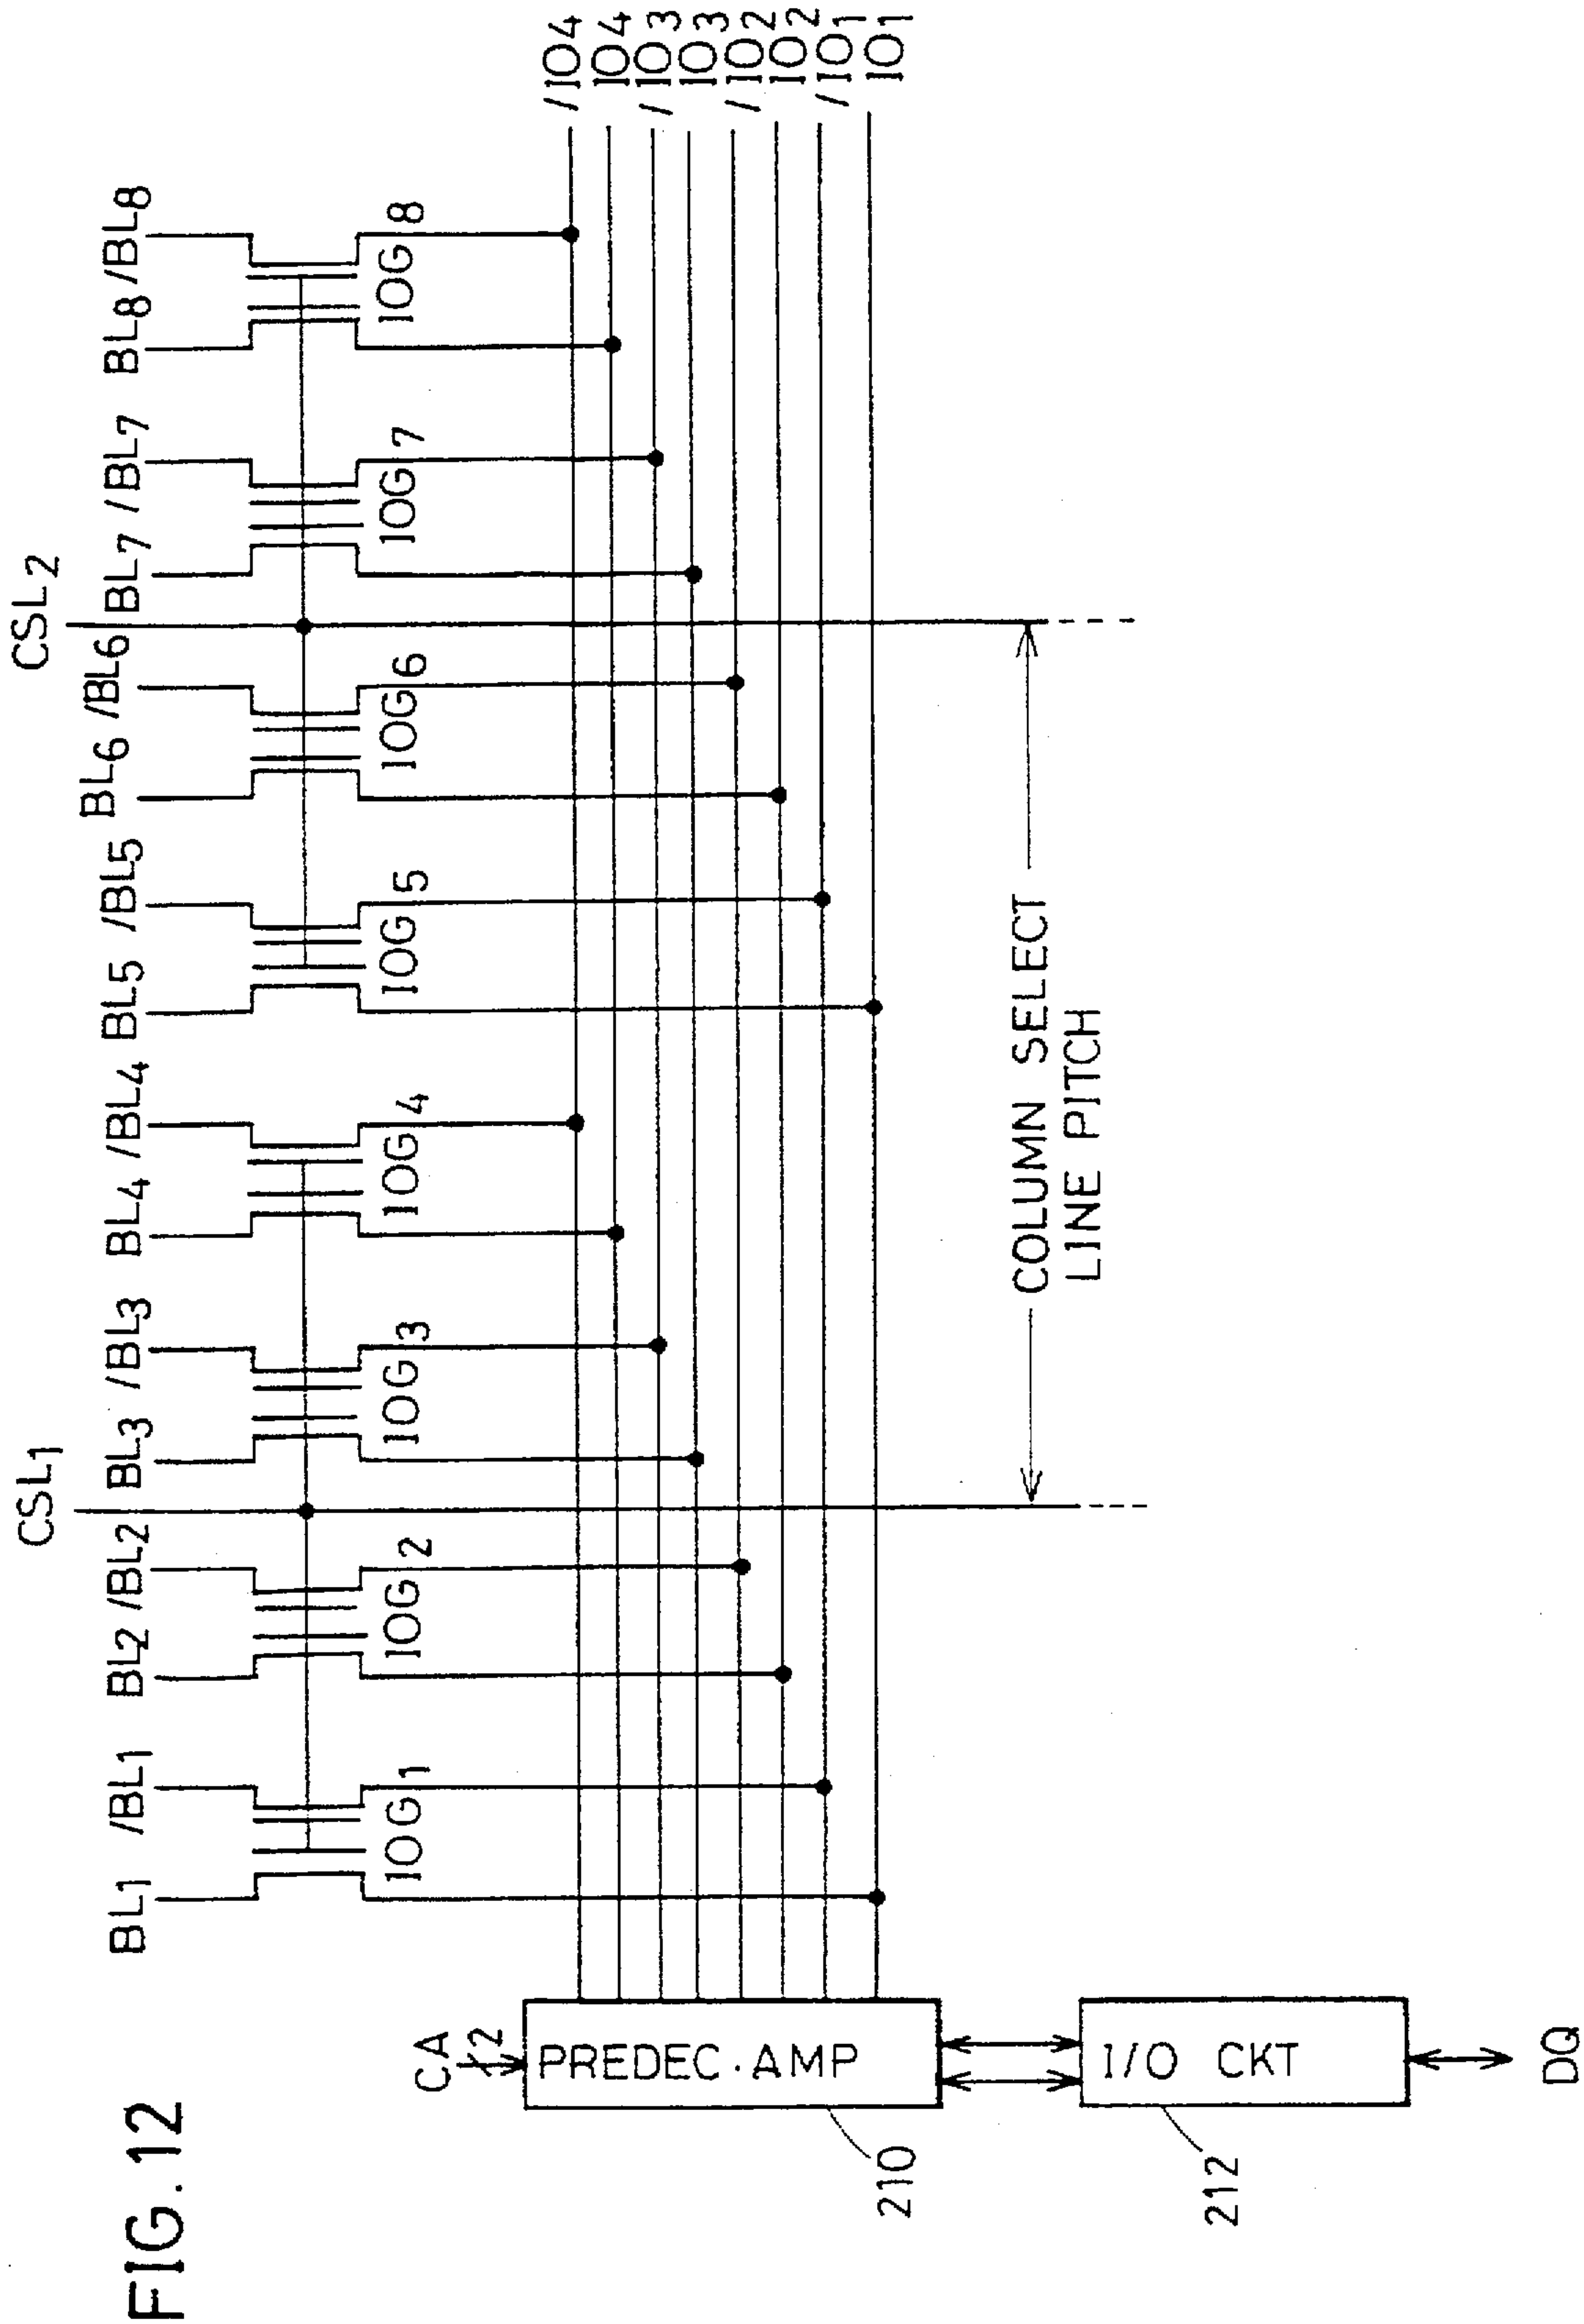 FIG. 12
CSL1
CSL2
BL1 /BL1
BL2 /BL2
BL3 /BL3
BL4 /BL4
BL5 /BL5
BL6 /BL6
BL7 /BL7
BL8 /BL8
IOG1
IOG2
IOG3
IOG4
IOG5
IOG6
IOG7
IOG8
/IO4
IO4
/IO3
IO3
/IO2
IO2
/IO1
IO1
CA
2
PREDEC. AMP
210
COLUMN SELECT
LINE PITCH
I/O CKT
212
DQ